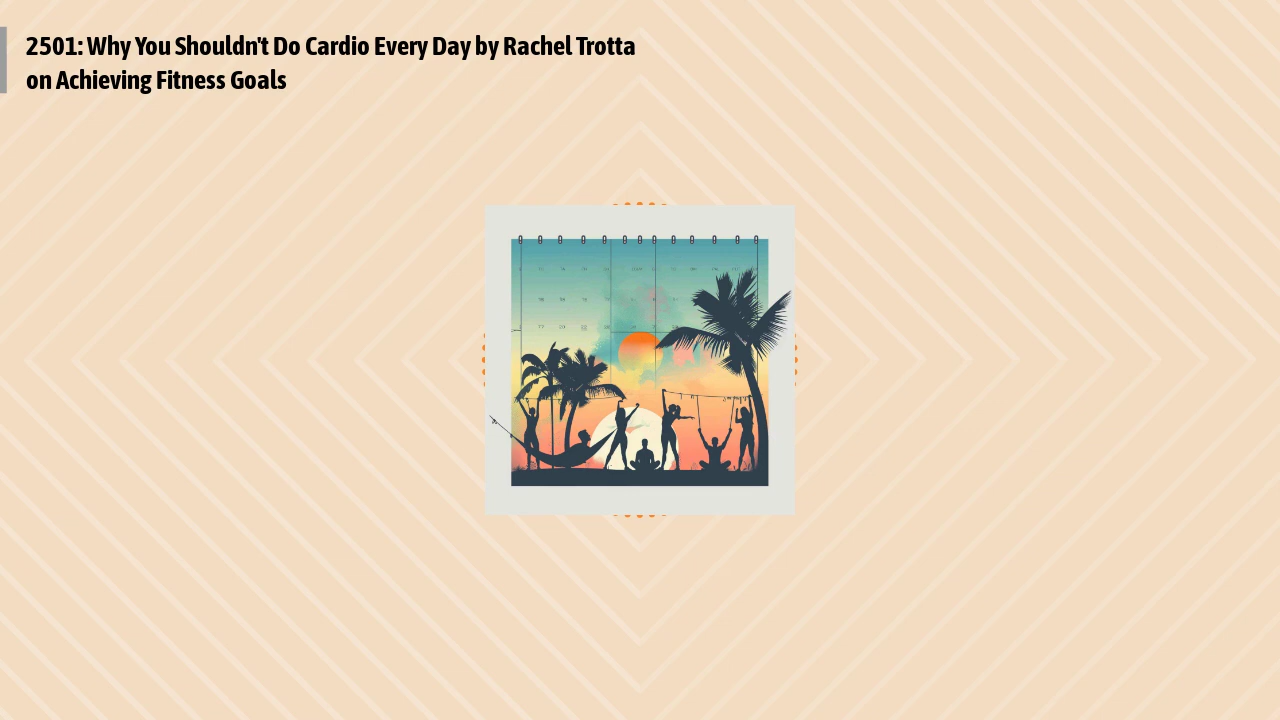 2501: Why You Shouldn't Do Cardio Every Day by Rachel Trotta
on Achieving Fitness Goals